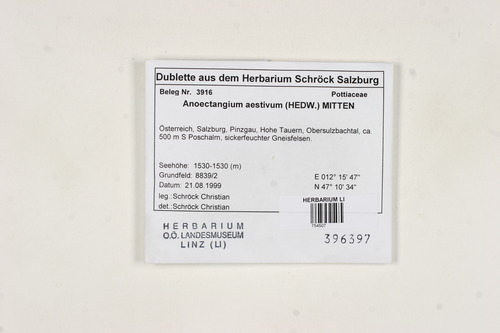 Dublette aus dem Herbarium Schröck Salzburg
Beleg Nr. 3916 Pottiaceae
Anoectangium aestivum (HEDW.) MITTEN
Österreich, Salzburg, Pinzgau, Hohe Tauern, Obersulzbachtal, ca.
500 m S Poschalm, sickerfeuchter Gneisfelsen.
Seehöhe: 1530-1530 (m)
Grundfeld: 8839/2 E 012° 15' 47"
Datum: 21.08.1999 N 47° 10' 34"
leg.:Schröck Christian
det.:Schröck Christian
HERBARIUM LI
754507
HERBARIUM
O.Ö. LANDESMUSEUM
LINZ (LI)
396397